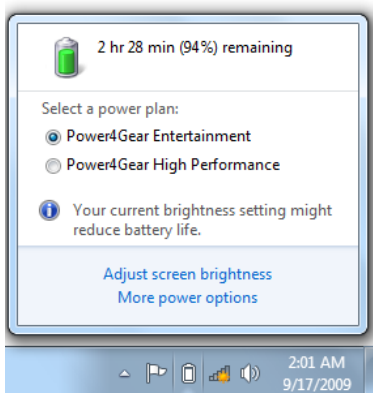 2 hr 28 min (94%) remaining
Select a power plan:
Power4Gear Entertainment
Power4Gear High Performance
Your current brightness setting might
reduce battery life.
Adjust screen brightness
More power options
2:01 AM
9/17/2009